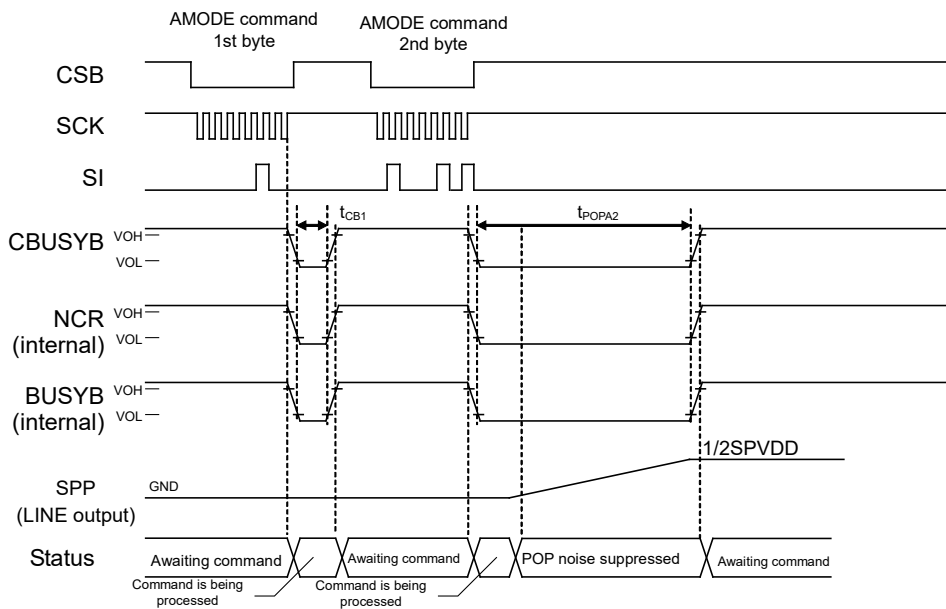 AMODE command
1st byte
AMODE command
2nd byte
CSB
SCK
SI
tCB1
tPOPA2
CBUSYB
VOH
VOL
NCR
(internal)
VOH
VOL
BUSYB
(internal)
VOH
VOL
1/2SPVDD
SPP
(LINE output)
GND
Status
Awaiting command
Awaiting command
POP noise suppressed
Awaiting command
Command is being
processed
Command is being
processed